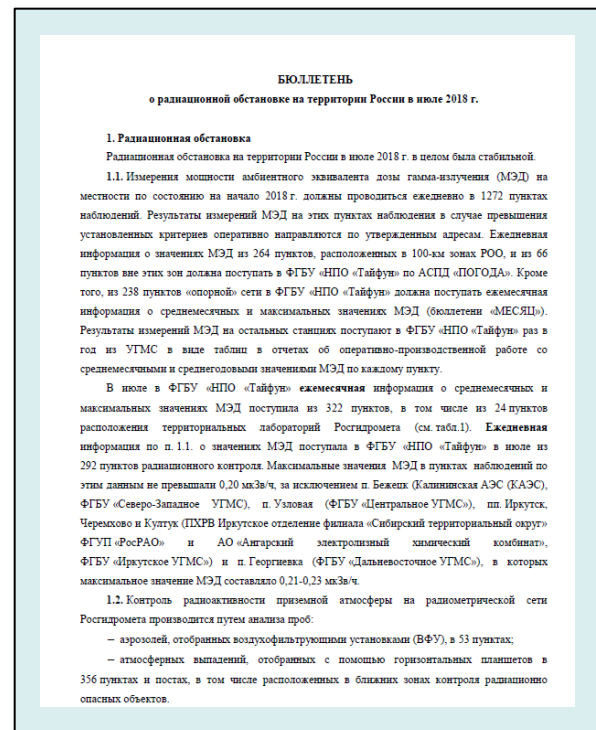 БЮЛЛЕТЕНЬ
о радиационной обстановке на территории России в июле 2018 г.
1. Радиационная обстановка
Радиационная обстановка на территории России в июле 2018 г. в целом была стабильной.
1.1. Измерения мощности амбиентного эквивалента дозы гамма-излучения (МЭД) на
местности по состоянию на начало 2018 г. должны проводиться ежедневно в 1272 пунктах
наблюдений. Результаты измерений МЭД на этих пунктах наблюдения в случае превышения
установленных критериев оперативно направляются по утвержденным адресам. Ежедневная
информация о значениях МЭД из 264 пунктов, расположенных в 100-км зонах РОО, и из 66
пунктов вне этих зон должна поступать в ФГБУ «НПО «Тайфун» по АСПД «ПОГОДА». Кроме
того, из 238 пунктов «опорной» сети в ФГБУ «НПО «Тайфун» должна поступать ежемесячная
информация о среднемесячных и максимальных значениях МЭД (бюллетени «МЕСЯЦ»).
Результаты измерений МЭД на остальных станциях поступают в ФГБУ «НПО «Тайфун» раз в
год из УГМС в виде таблиц в отчетах об оперативно-производственной работе со
среднемесячными и среднегодовыми значениями МЭД по каждому пункту.
В июле в ФГБУ «НПО «Тайфун» ежемесячная информация о среднемесячных и
максимальных значениях МЭД поступила из 322 пунктов, в том числе из 24 пунктов
расположения территориальных лабораторий Росгидромета (см. табл.1). Ежедневная
информация по п. 1.1. о значениях МЭД поступала в ФГБУ «НПО «Тайфун» в июле из
292 пунктов радиационного контроля. Максимальные значения МЭД в пунктах наблюдений по
этим данным не превышали 0,20 мкЗв/ч, за исключением п. Бежецк (Калининская АЭС (КАЭС),
ФГБУ «Северо-Западное УГМС), п. Узловая (ФГБУ «Центральное УГМС»), пп. Иркутск,
Черемхово и Култук (ПХРВ Иркутское отделение филиала «Сибирский территориальный округ»
ФГУП «РосРАО» и АО «Ангарский электролизный химический комбинат»,
ФГБУ «Иркутское УГМС») и п. Георгиевка (ФГБУ «Дальневосточное УГМС»), в которых
максимальное значение МЭД составляло 0,21-0,23 мкЗв/ч.
1.2. Контроль радиоактивности приземной атмосферы на радиометрической сети
Росгидромета производится путем анализа проб:
– аэрозолей, отобранных воздухофильтрующими установками (ВФУ), в 53 пунктах;
– атмосферных выпадений, отобранных с помощью горизонтальных планшетов в
356 пунктах и постах, в том числе расположенных в ближних зонах контроля радиационно
опасных объектов.